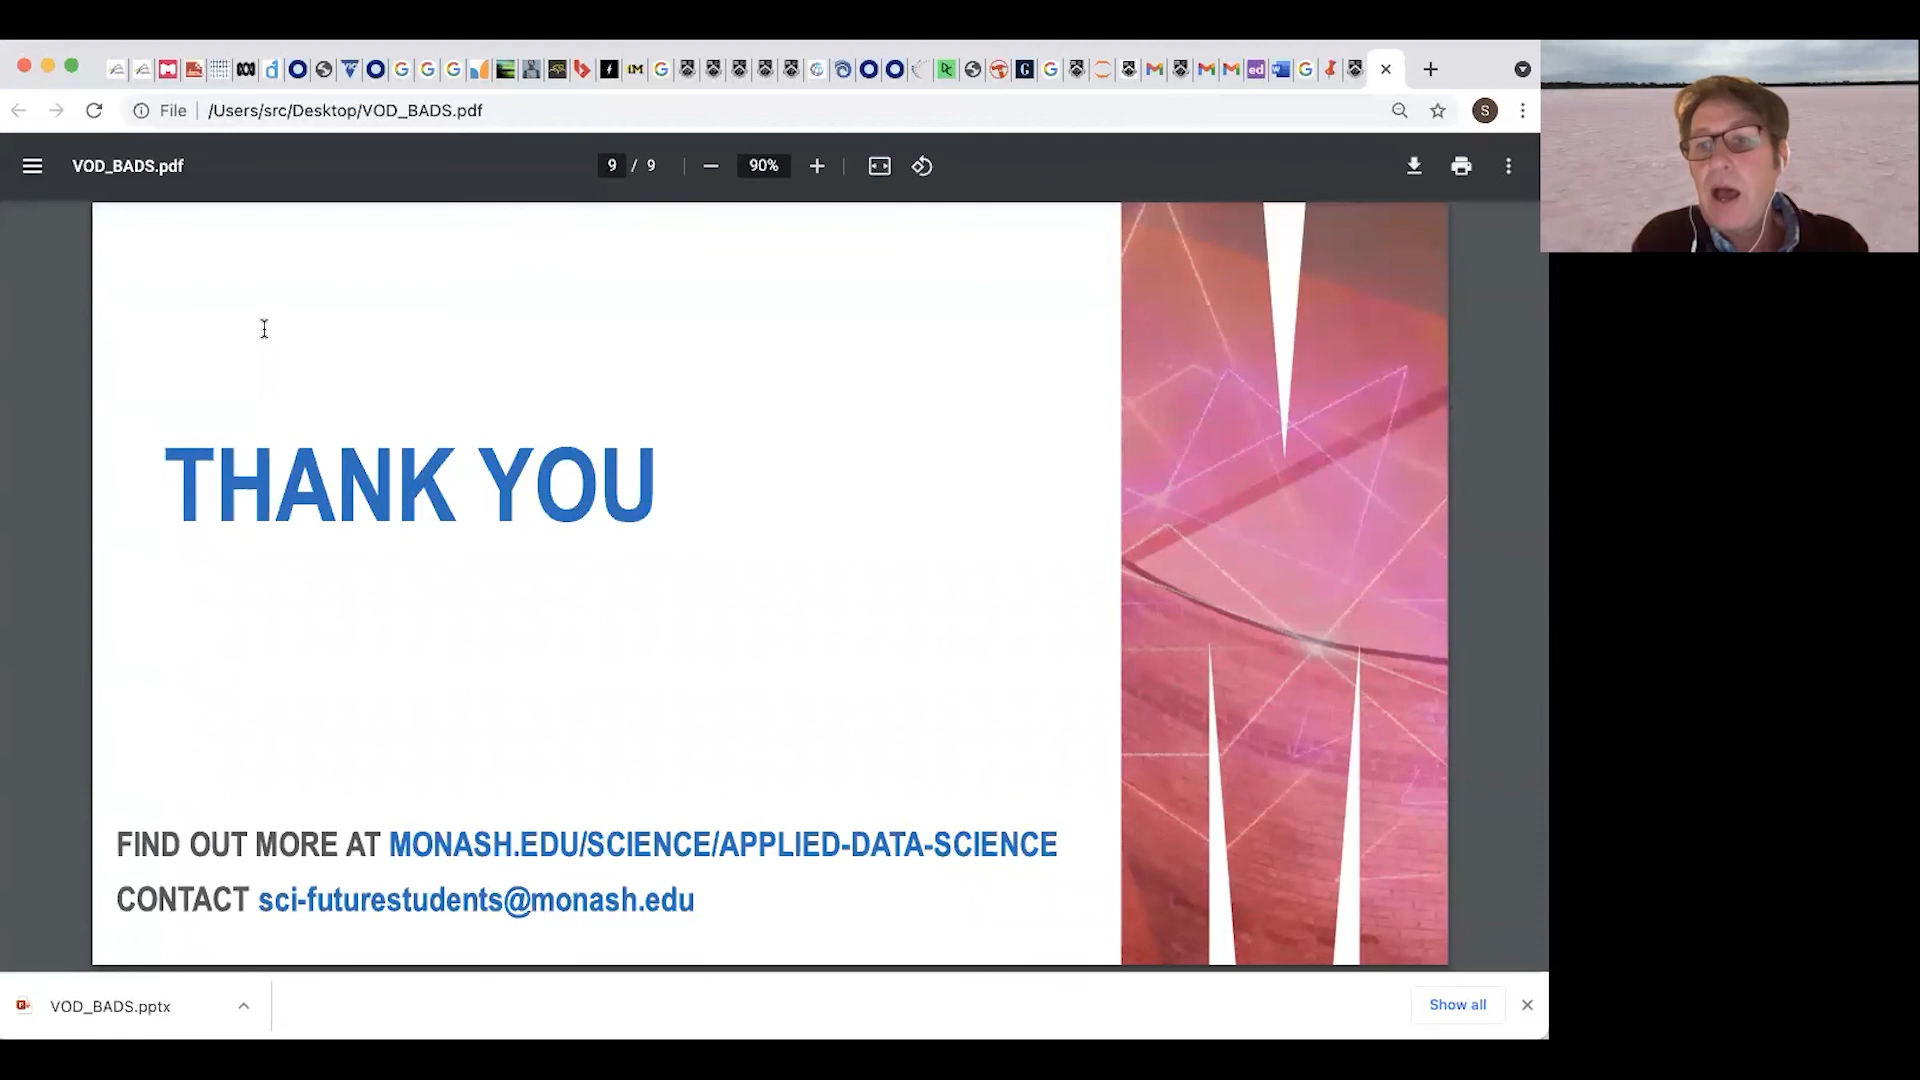 File /Users/src/Desktop/VOD_BADS.pdf
S
VOD_BADS.pdf
9 / 9
90%
THANK YOU
FIND OUT MORE AT MONASH.EDU/SCIENCE/APPLIED-DATA-SCIENCE
CONTACT sci-futurestudents@monash.edu
VOD_BADS.pptx
Show all